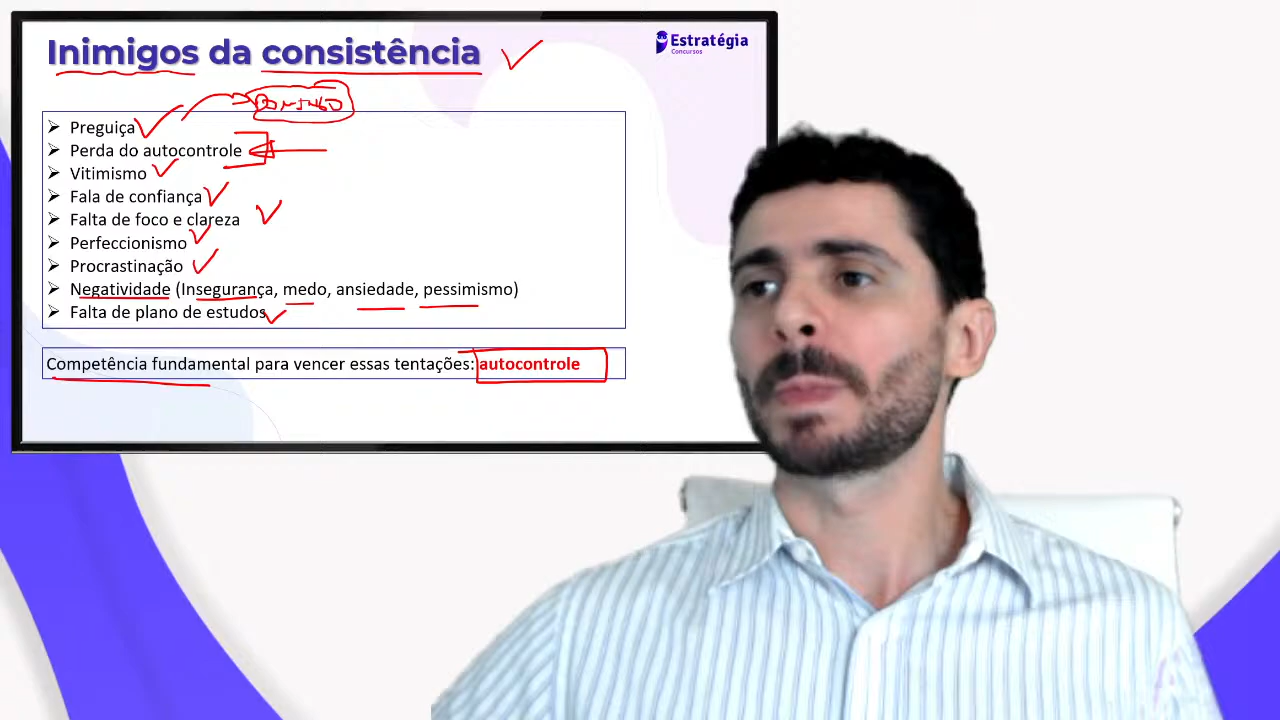 Inimigos da consistência
Estratégia
Concursos
DOMINGO
Preguiça
Perda do autocontrole
Vitimismo
Fala de confiança
Falta de foco e clareza
Perfeccionismo
Procrastinação
Negatividade (Insegurança, medo, ansiedade, pessimismo)
Falta de plano de estudos
Competência fundamental para vencer essas tentações: autocontrole